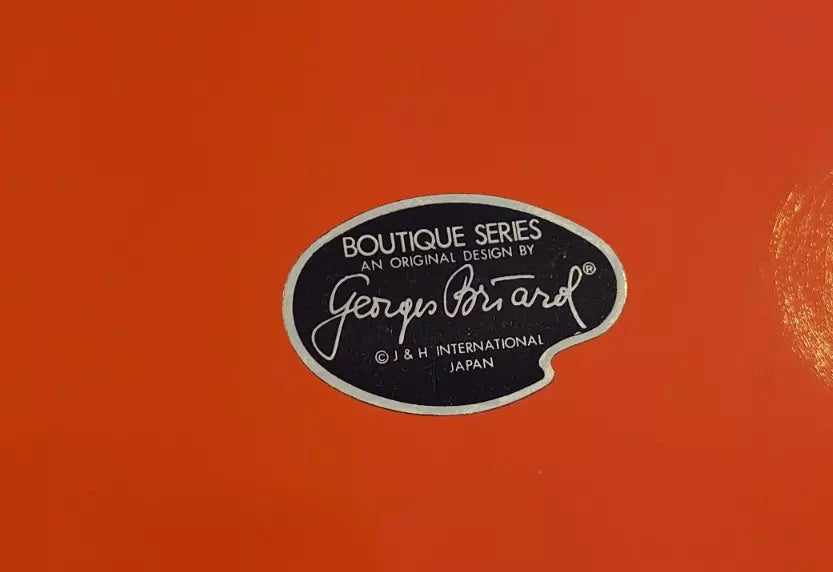 BOUTIQUE SERIES
AN ORIGINAL DESIGN BY
Georges Briard®
© J & H INTERNATIONAL
JAPAN